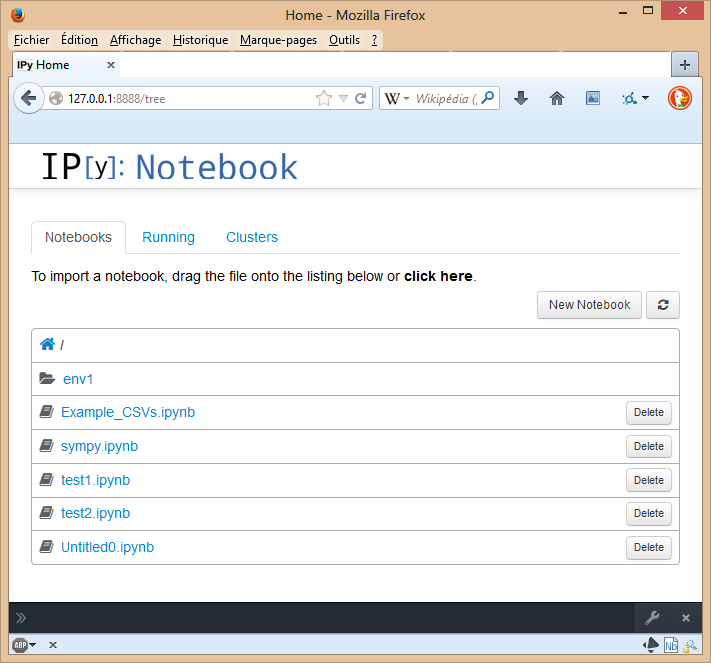 Home - Mozilla Firefox
Fichier Édition Affichage Historique Marque-pages Outils ?
IPy Home
127.0.0.1:8888/tree W Wikipédia (
IP[y]: Notebook
Notebooks Running Clusters
To import a notebook, drag the file onto the listing below or click here.
New Notebook
/
env1
Example_CSVs.ipynb Delete
sympy.ipynb Delete
test1.ipynb Delete
test2.ipynb Delete
Untitled0.ipynb Delete
ABP Nb